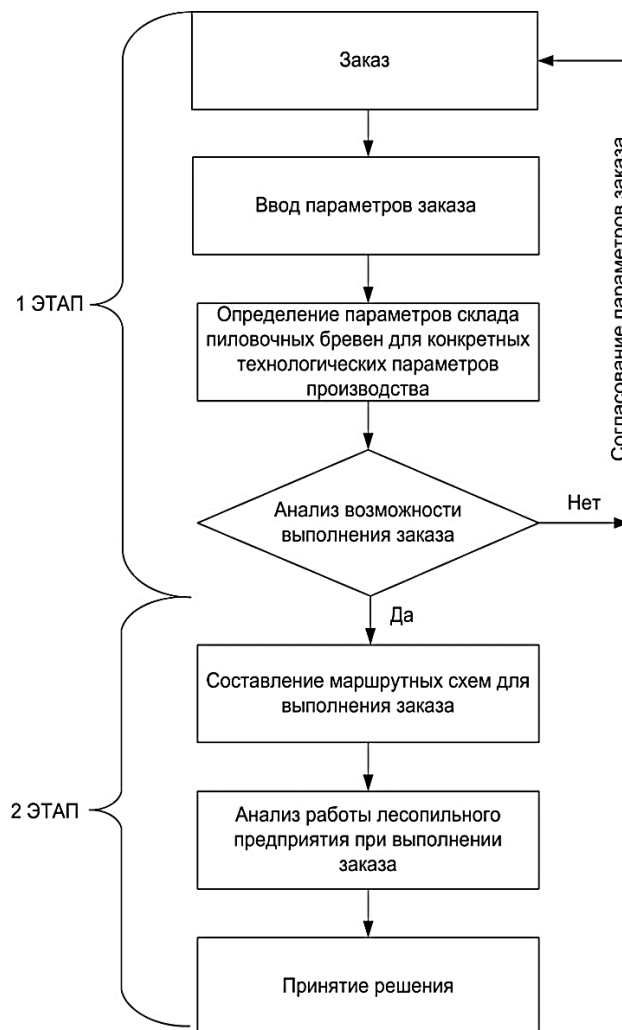 Заказ
Ввод параметров заказа
1 ЭТАП
Определение параметров склада
пиловочных бревен для конкретных
технологических параметров
производства
Согласование параметров заказа
Анализ возможности
выполнения заказа
Нет
Да
Составление маршрутных схем для
выполнения заказа
2 ЭТАП
Анализ работы лесопильного
предприятия при выполнении
заказа
Принятие решения